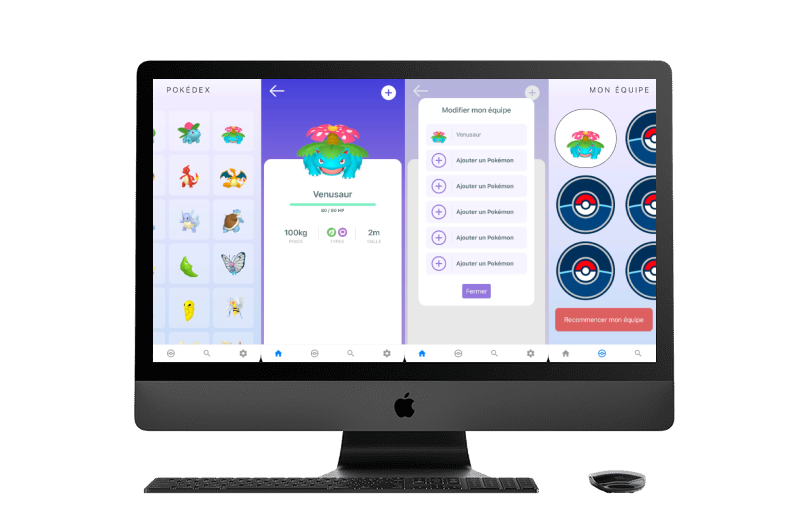 POKÉDEX
Venusaur
80 / 80 HP
100kg
2m
POIDS
TYPES
TAILLE
Modifier mon équipe
Venusaur
Ajouter un Pokémon
Ajouter un Pokémon
Ajouter un Pokémon
Ajouter un Pokémon
Ajouter un Pokémon
Fermer
MON ÉQUIPE
Recommencer mon équipe